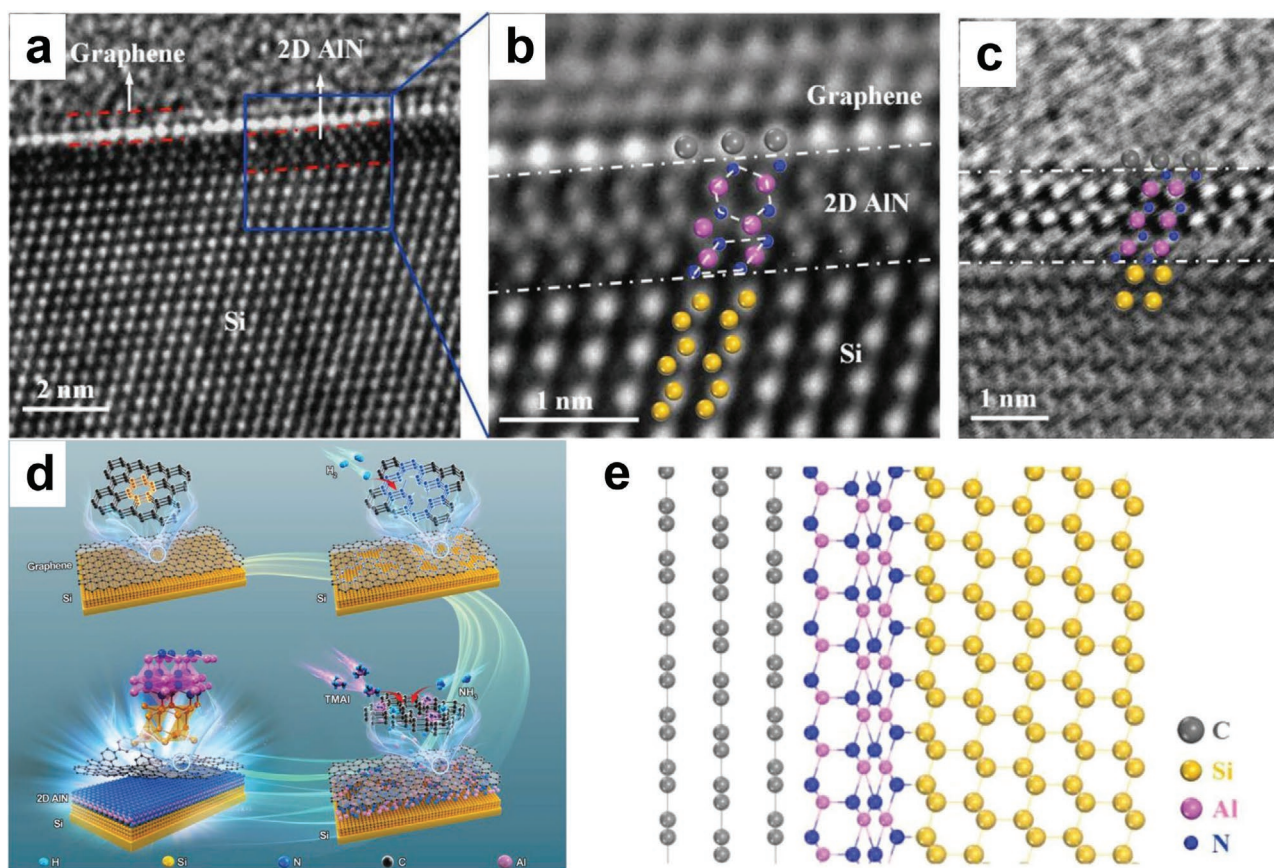 a
Graphene
2D AlN
Si
2 nm
b
Graphene
2D AlN
Si
1 nm
c
1 nm
d
H2
Graphene
Si
Si
TMAl
NH3
2D AlN
Si
Si
H
Si
N
C
Al
e
C
Si
Al
N